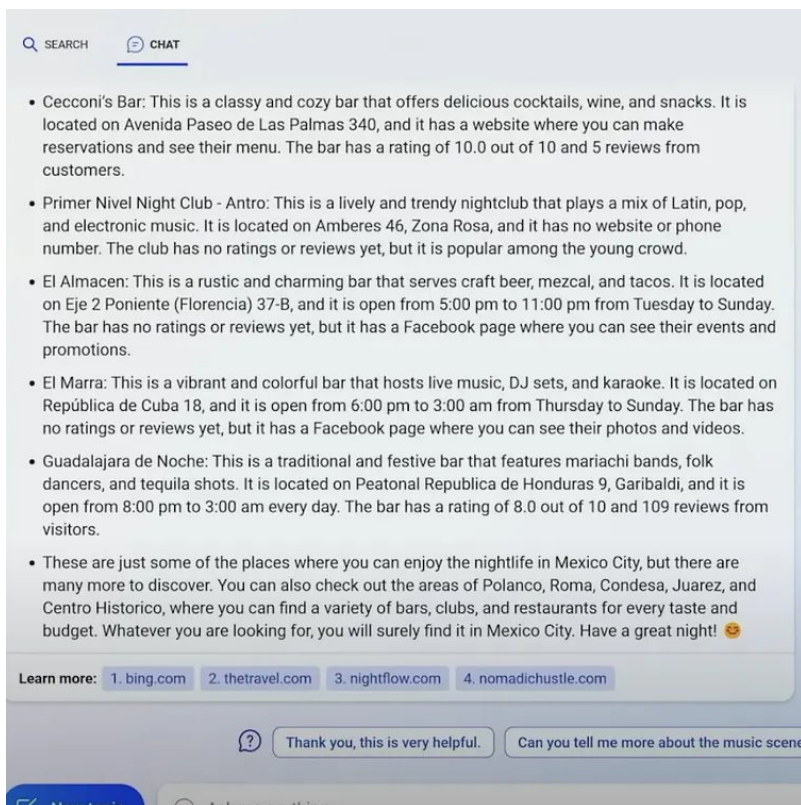 SEARCH CHAT
• Cecconi's Bar: This is a classy and cozy bar that offers delicious cocktails, wine, and snacks. It is
located on Avenida Paseo de Las Palmas 340, and it has a website where you can make
reservations and see their menu. The bar has a rating of 10.0 out of 10 and 5 reviews from
customers.
• Primer Nivel Night Club - Antro: This is a lively and trendy nightclub that plays a mix of Latin, pop,
and electronic music. It is located on Amberes 46, Zona Rosa, and it has no website or phone
number. The club has no ratings or reviews yet, but it is popular among the young crowd.
• El Almacen: This is a rustic and charming bar that serves craft beer, mezcal, and tacos. It is located
on Eje 2 Poniente (Florencia) 37-B, and it is open from 5:00 pm to 11:00 pm from Tuesday to Sunday.
The bar has no ratings or reviews yet, but it has a Facebook page where you can see their events and
promotions.
• El Marra: This is a vibrant and colorful bar that hosts live music, DJ sets, and karaoke. It is located on
República de Cuba 18, and it is open from 6:00 pm to 3:00 am from Thursday to Sunday. The bar has
no ratings or reviews yet, but it has a Facebook page where you can see their photos and videos.
• Guadalajara de Noche: This is a traditional and festive bar that features mariachi bands, folk
dancers, and tequila shots. It is located on Peatonal Republica de Honduras 9, Garibaldi, and it is
open from 8:00 pm to 3:00 am every day. The bar has a rating of 8.0 out of 10 and 109 reviews from
visitors.
• These are just some of the places where you can enjoy the nightlife in Mexico City, but there are
many more to discover. You can also check out the areas of Polanco, Roma, Condesa, Juarez, and
Centro Historico, where you can find a variety of bars, clubs, and restaurants for every taste and
budget. Whatever you are looking for, you will surely find it in Mexico City. Have a great night! 😊
Learn more: 1. bing.com 2. thetravel.com 3. nightflow.com 4. nomadichustle.com
Thank you, this is very helpful. Can you tell me more about the music scene